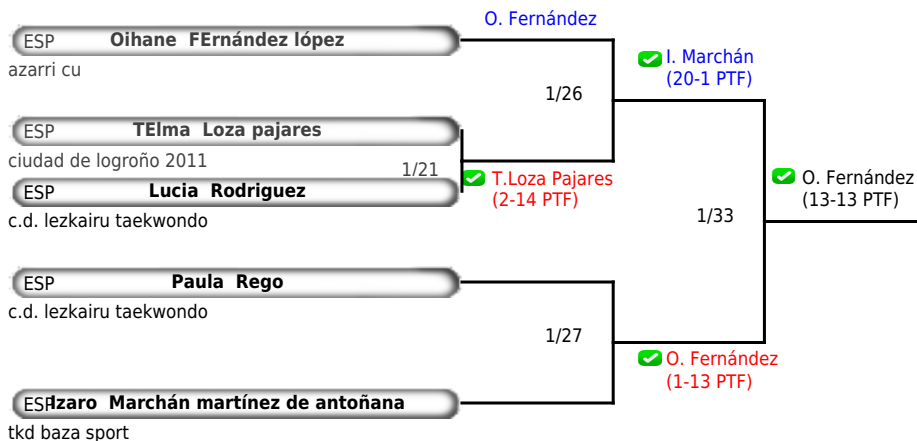 O. Fernández
ESP Oihane FErnández lópez
azarri cu
I. Marchán
(20-1 PTF)
1/26
ESP TElma Loza pajares
ciudad de logroño 2011
1/21
T.Loza Pajares
(2-14 PTF)
ESP Lucia Rodriguez
c.d. lezkairu taekwondo
O. Fernández
(13-13 PTF)
1/33
ESP Paula Rego
c.d. lezkairu taekwondo
1/27
O. Fernández
(1-13 PTF)
ESP Izaro Marchán martínez de antoñana
tkd baza sport